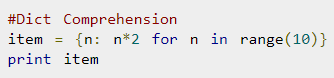 #Dict Comprehension
item = {n: n*2 for n in range(10)}
print item